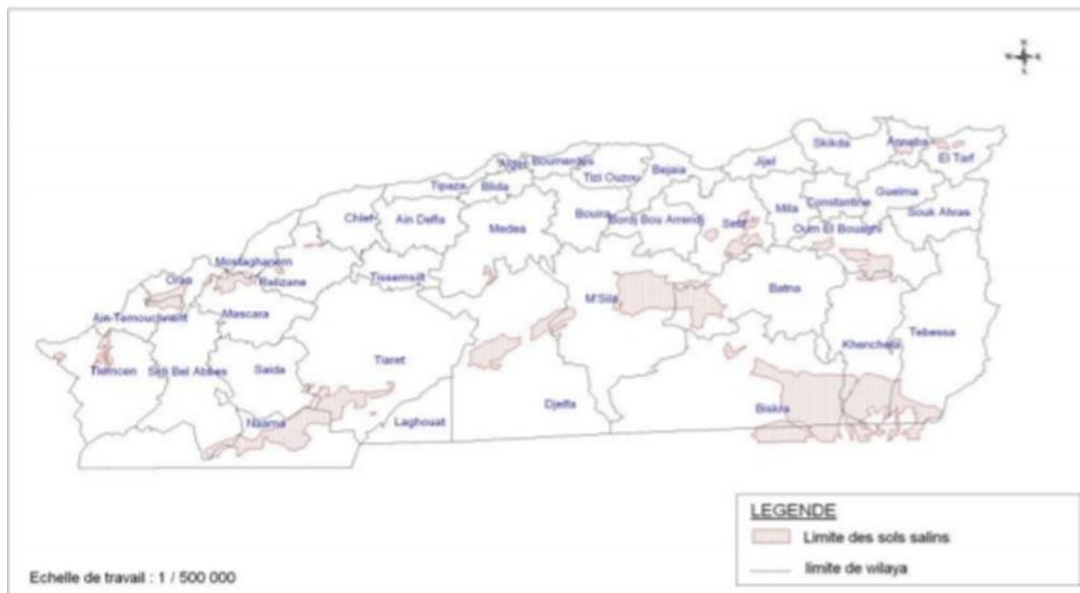 N
Skikda
Annaba
El Tarf
Jijel
Alger
Boumerdes
Tizi Ouzou
Bejaia
Tipaza
Blida
Guelma
Mila
Constantine
Souk Ahras
Chlef
Ain Defla
Medea
Bouira
Bordj Bou Arreridj
Setif
Oum El Bouaghi
Mostaghanem
Oran
Relizane
Tissemsilt
M'Sila
Batna
Ain Temouchnent
Mascara
Khenchela
Tebessa
Tlemcen
Sidi Bel Abbes
Saida
Tiaret
Djelfa
Biskra
Naama
Laghouat
LEGENDE
Limite des sols salins
limite de wilaya
Echelle de travail : 1 / 500 000